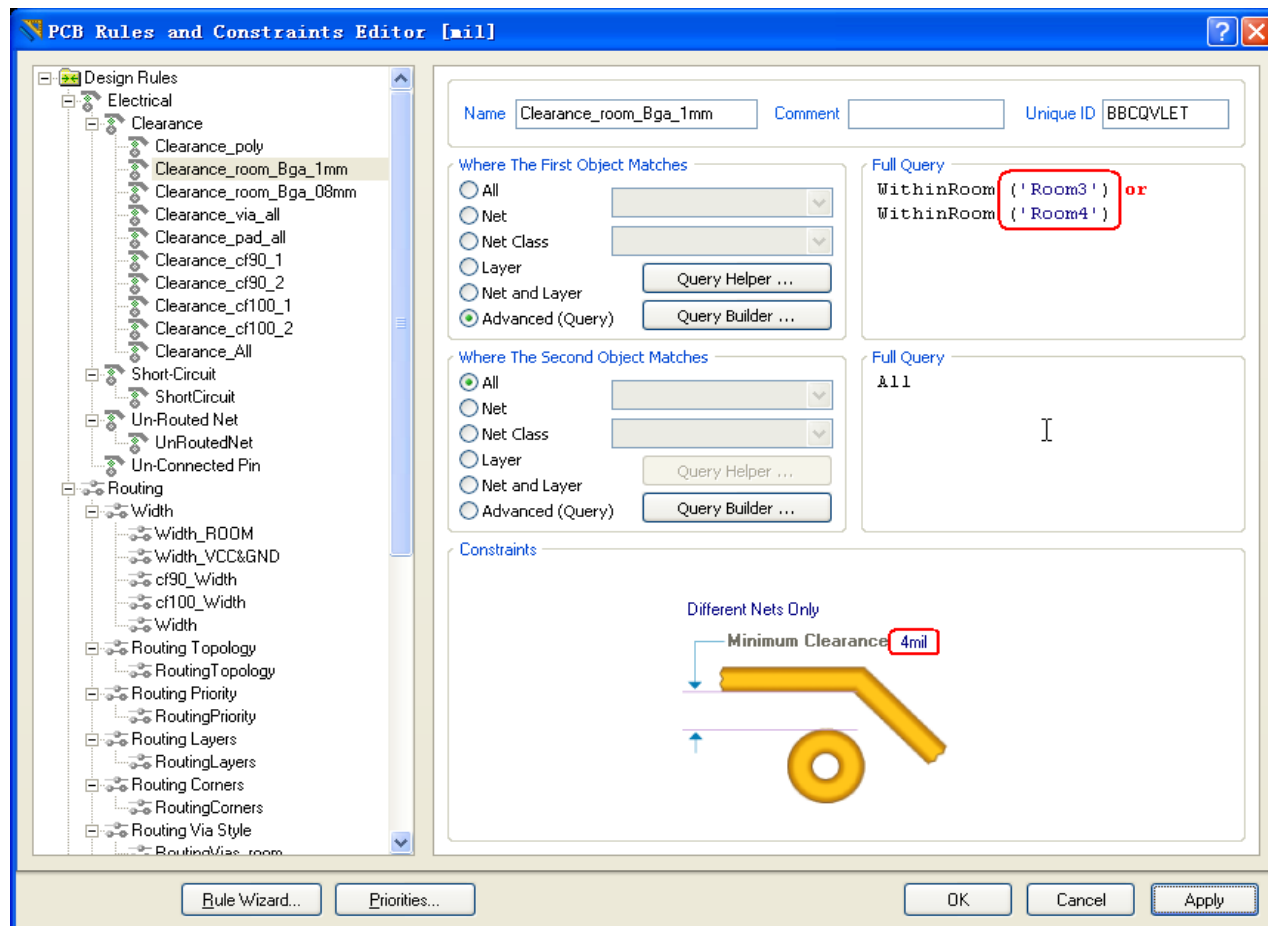 PCB Rules and Constraints Editor [mil]
Design Rules
Electrical
Clearance
Clearance_poly
Clearance_room_Bga_1mm
Clearance_room_Bga_08mm
Clearance_via_all
Clearance_pad_all
Clearance_cf90_1
Clearance_cf90_2
Clearance_cf100_1
Clearance_cf100_2
Clearance_All
Short-Circuit
ShortCircuit
Un-Routed Net
UnRoutedNet
Un-Connected Pin
Routing
Width
Width_ROOM
Width_VCC&GND
cf90_Width
cf100_Width
Width
Routing Topology
RoutingTopology
Routing Priority
RoutingPriority
Routing Layers
RoutingLayers
Routing Corners
RoutingCorners
Routing Via Style
RoutingVias_room
Name Clearance_room_Bga_1mm Comment Unique ID BBCQVLET
Where The First Object Matches
All
Net
Net Class
Layer
Net and Layer
Advanced (Query)
Query Helper ...
Query Builder ...
Full Query
WithinRoom ('Room3') or
WithinRoom ('Room4')
Where The Second Object Matches
All
Net
Net Class
Layer
Net and Layer
Advanced (Query)
Query Helper ...
Query Builder ...
Full Query
All
Constraints
Different Nets Only
Minimum Clearance 4mil
Rule Wizard... Priorities... OK Cancel Apply